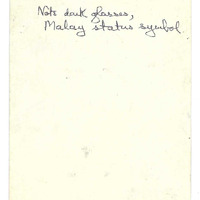 Note dark glasses,
Malay status symbol.